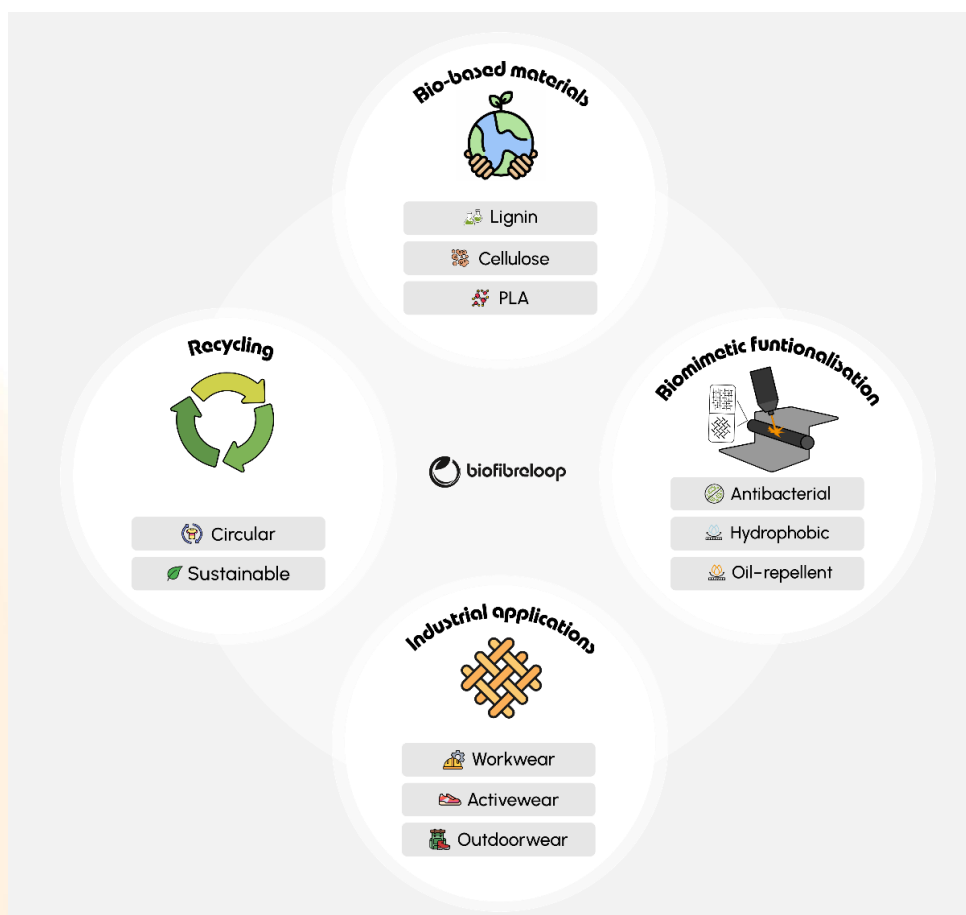 Bio-based materials
Lignin
Cellulose
PLA
Recycling
Circular
Sustainable
biofibreloop
Biomimetic funtionalisation
Antibacterial
Hydrophobic
Oil-repellent
Industrial applications
Workwear
Activewear
Outdoorwear